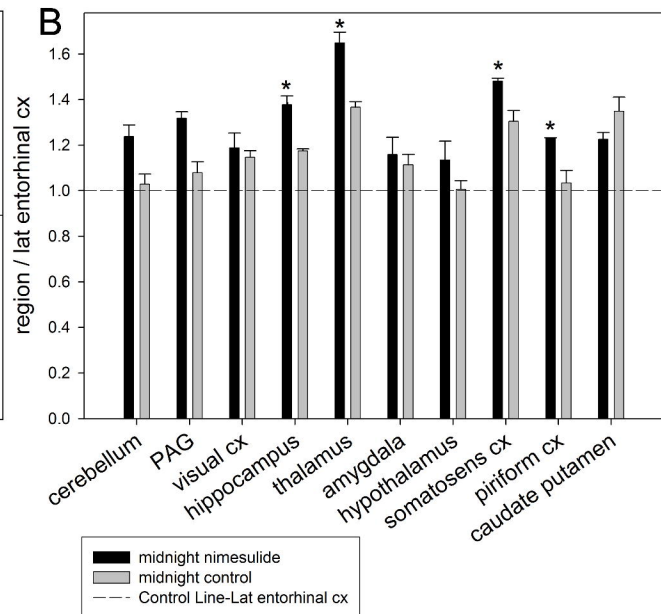 B
region / lat entorhinal cx
1.6
1.4
1.2
1.0
0.8
0.6
0.4
0.2
0.0
*
*
*
*
cerebellum
PAG
visual cx
hippocampus
thalamus
amygdala
hypothalamus
somatosens cx
piriform cx
caudate putamen
midnight nimesulide
midnight control
Control Line-Lat entorhinal cx